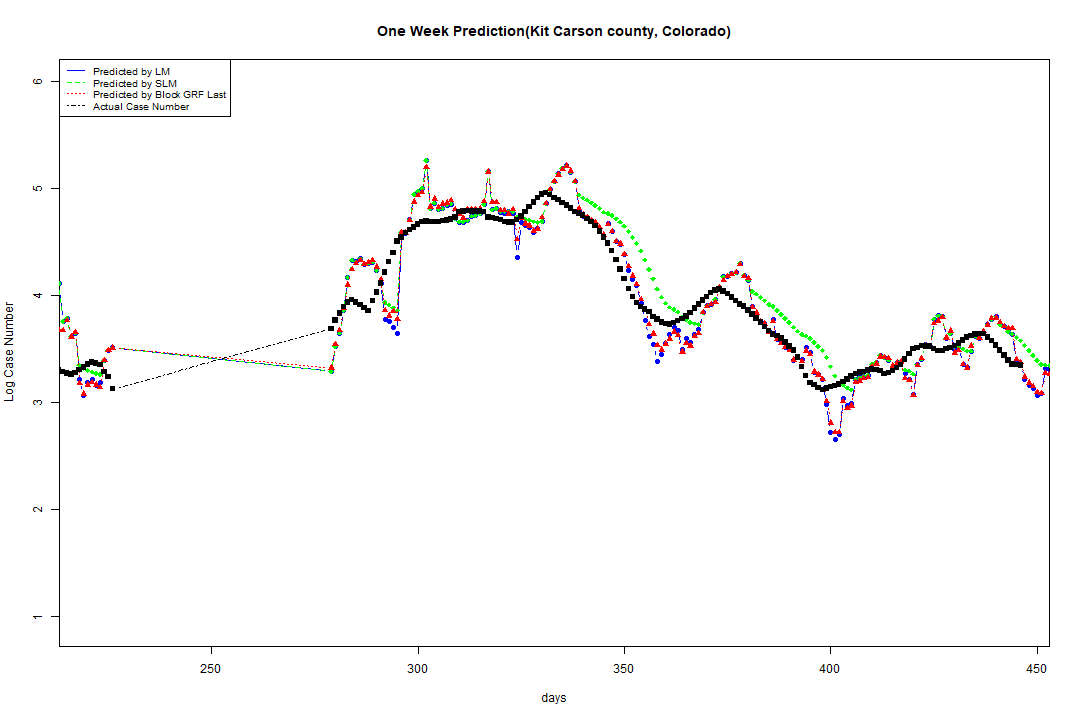 One Week Prediction(Kit Carson county, Colorado)
Predicted by LM
Predicted by SLM
Predicted by Block GRF Last
Actual Case Number
6
5
4
3
2
1
Log Case Number
250
300
350
400
450
days